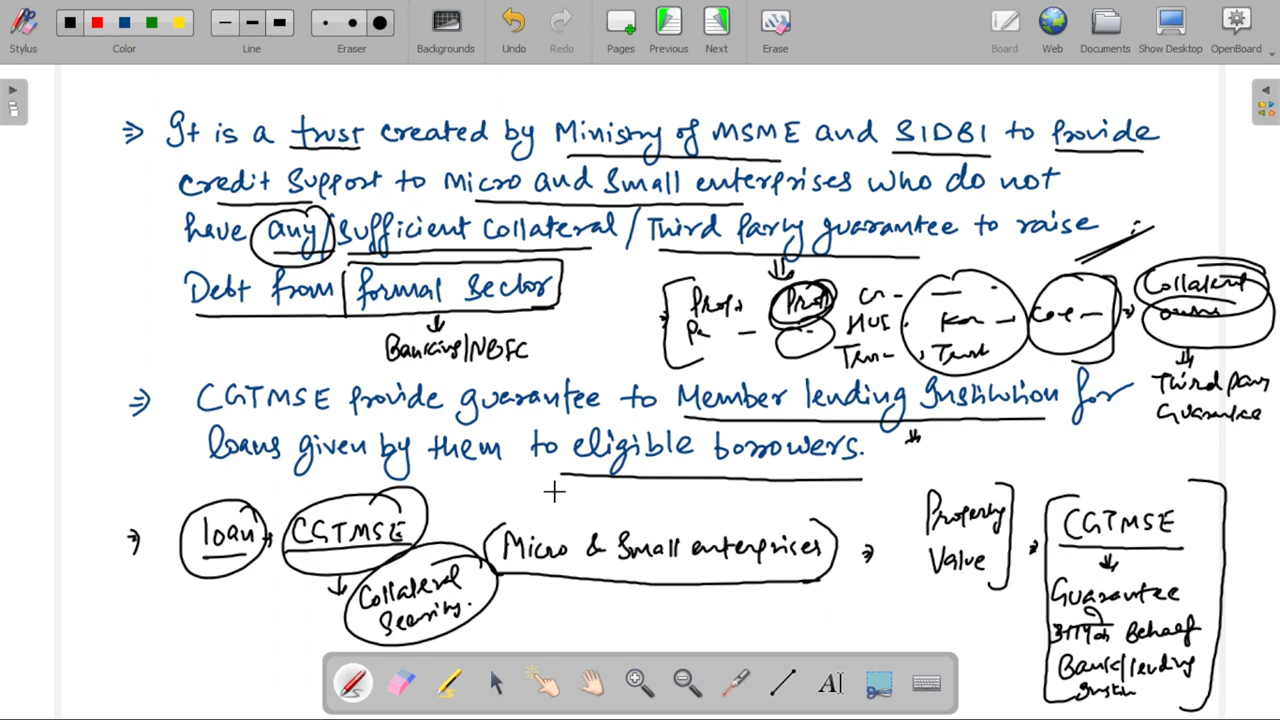 Stylus
Color
Line
Eraser
Backgrounds
Undo
Redo
Pages
Previous
Next
Erase
Board
Web
Documents
Show Desktop
OpenBoard
⇒ It is a trust created by Ministry of MSME and SIDBI to Provide
credit Support to Micro and Small enterprises who do not
have any/Sufficient Collateral / Third Party guarantee to raise
Debt from formal Sector
Banking/NBFC
Collateral
Third Party
Guarantee
⇒ CGTMSE Provide guarantee to Member lending Institution for
loans given by them to eligible borrowers.
⇒ loan CGTMSE
Collateral
Security.
(Micro & Small enterprises) ⇒
Property
Value
CGTMSE
Guarantee
Behalf
Bank/lending